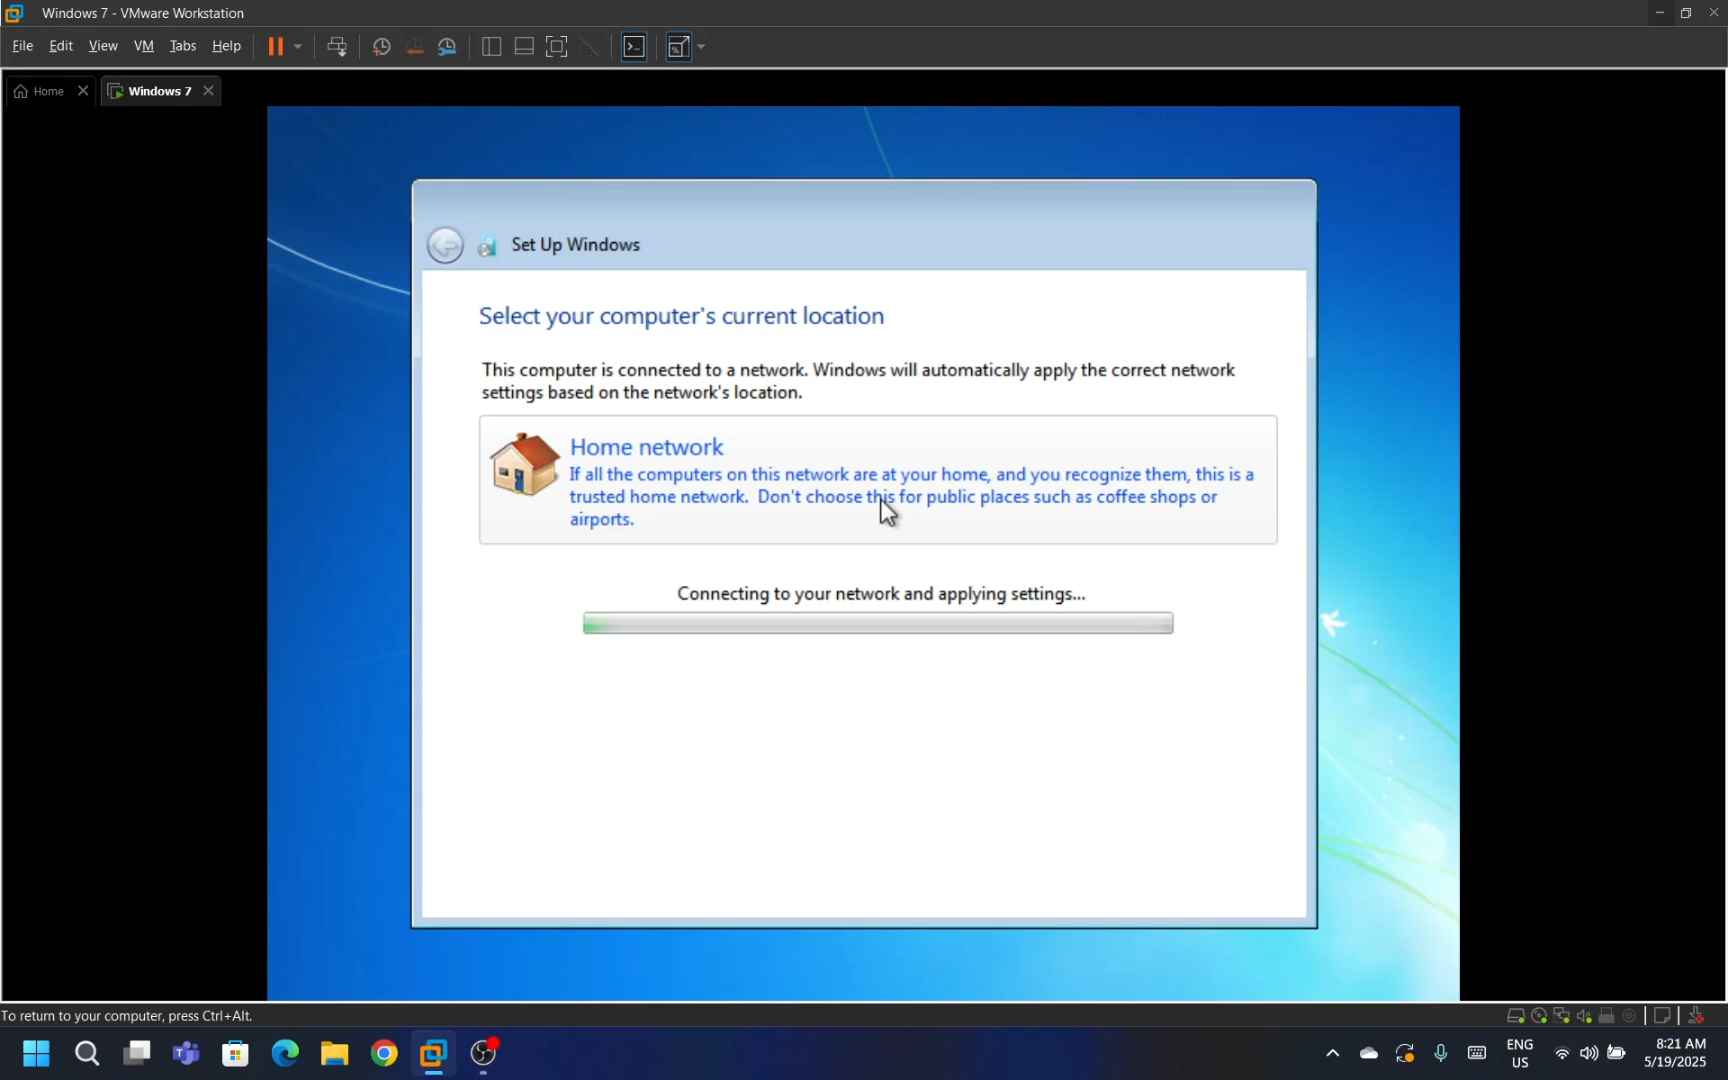 Windows 7 - VMware Workstation
File Edit View VM Tabs Help
Home Windows 7
Set Up Windows
Select your computer's current location
This computer is connected to a network. Windows will automatically apply the correct network
settings based on the network's location.
Home network
If all the computers on this network are at your home, and you recognize them, this is a
trusted home network. Don't choose this for public places such as coffee shops or
airports.
Connecting to your network and applying settings...
To return to your computer, press Ctrl+Alt.
ENG
US
8:21 AM
5/19/2025